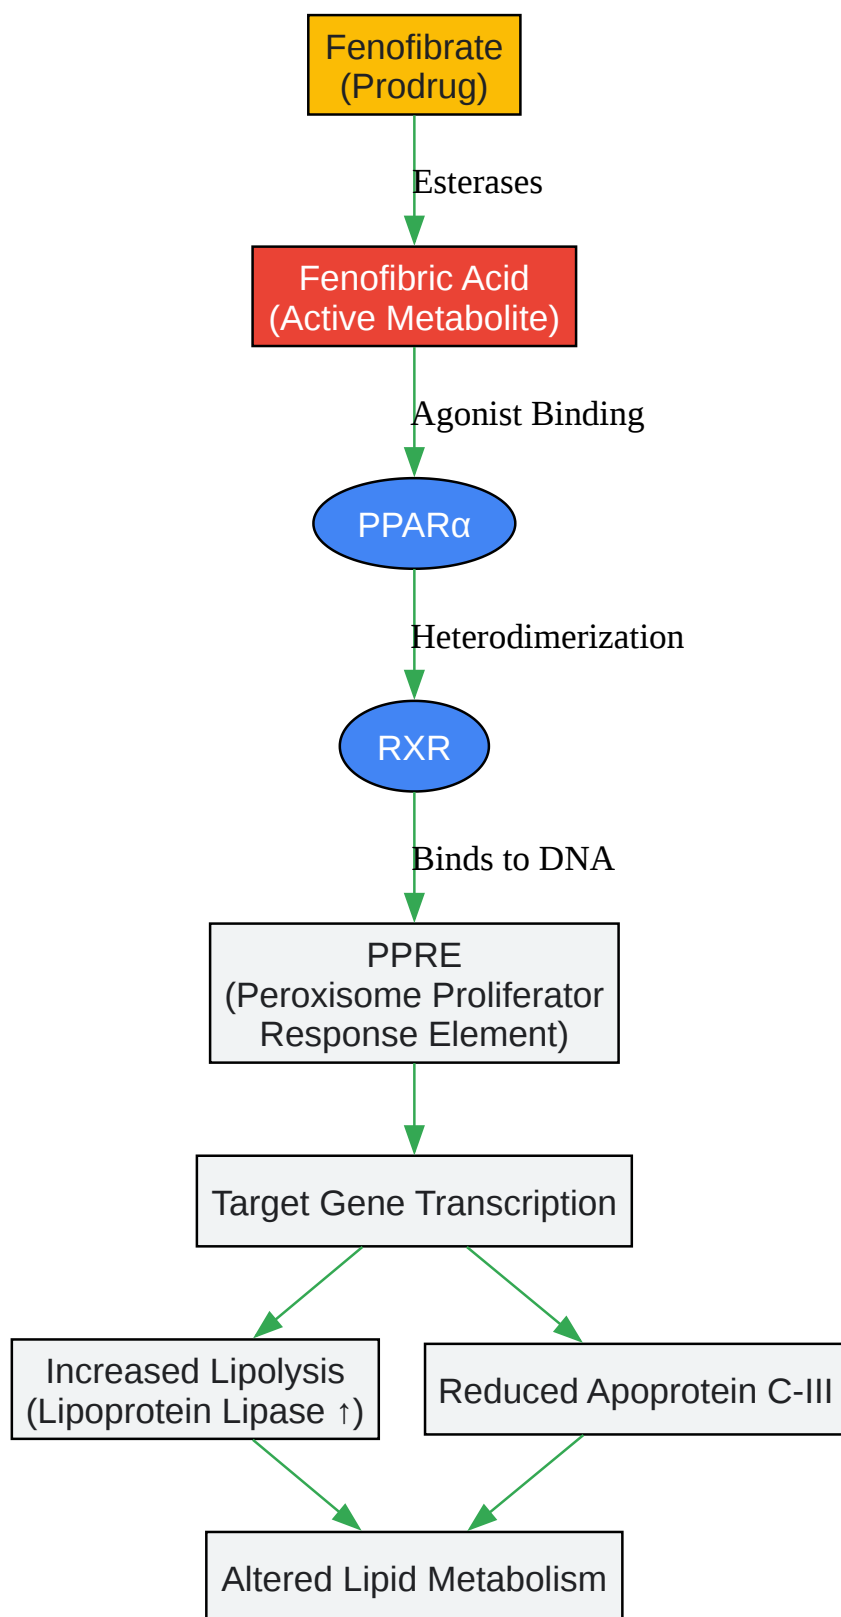 Fenofibrate
(Prodrug)
Esterases
Fenofibric Acid
(Active Metabolite)
Agonist Binding
PPARα
Heterodimerization
RXR
Binds to DNA
PPRE
(Peroxisome Proliferator
Response Element)
Target Gene Transcription
Increased Lipolysis
(Lipoprotein Lipase ↑)
Reduced Apoprotein C-III
Altered Lipid Metabolism